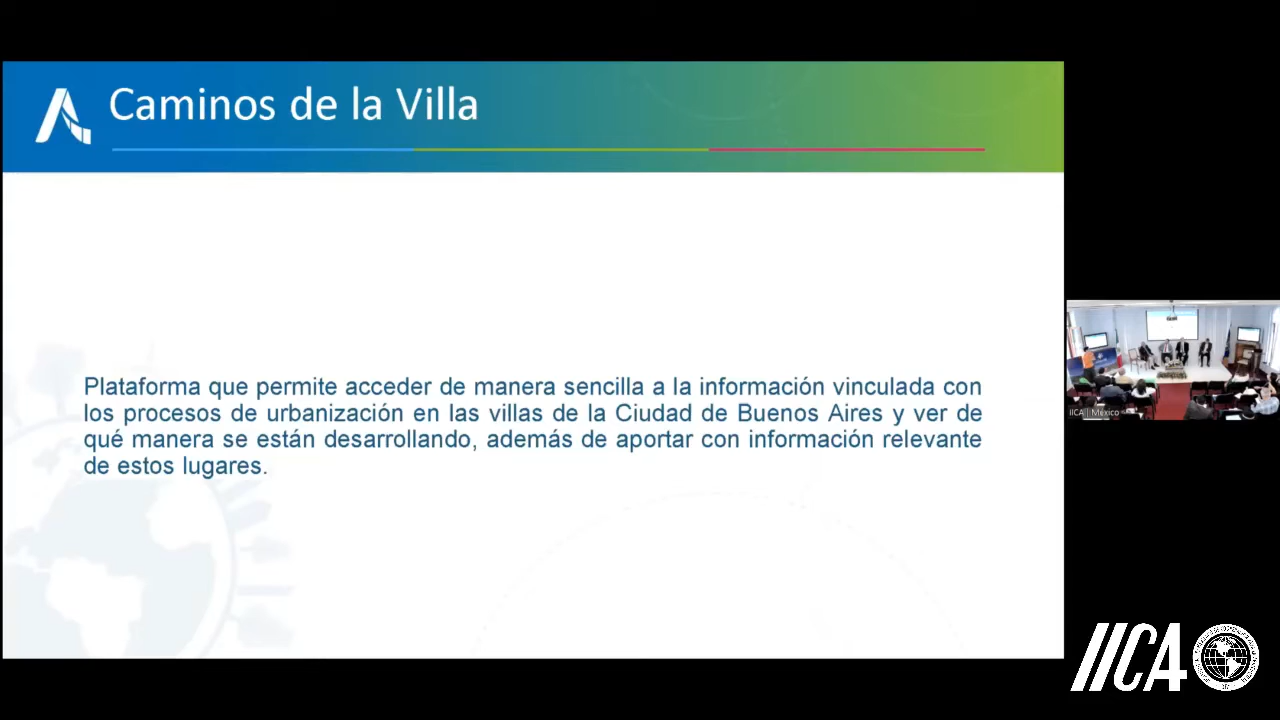 Caminos de la Villa
Plataforma que permite acceder de manera sencilla a la información vinculada con
los procesos de urbanización en las villas de la Ciudad de Buenos Aires y ver de
qué manera se están desarrollando, además de aportar con información relevante
de estos lugares.
IICA | México
IICA